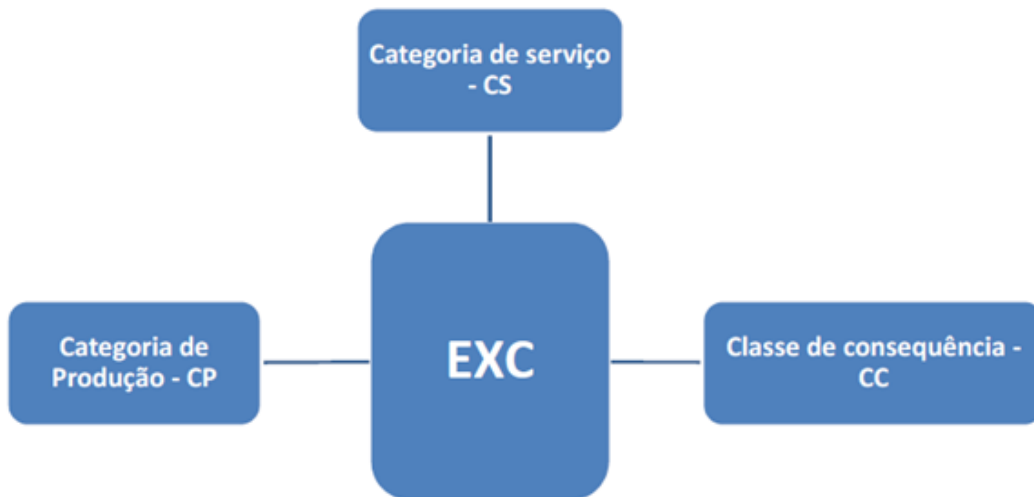 Categoria de serviço
- CS
Categoria de
Produção - CP
EXC
Classe de consequência -
CC